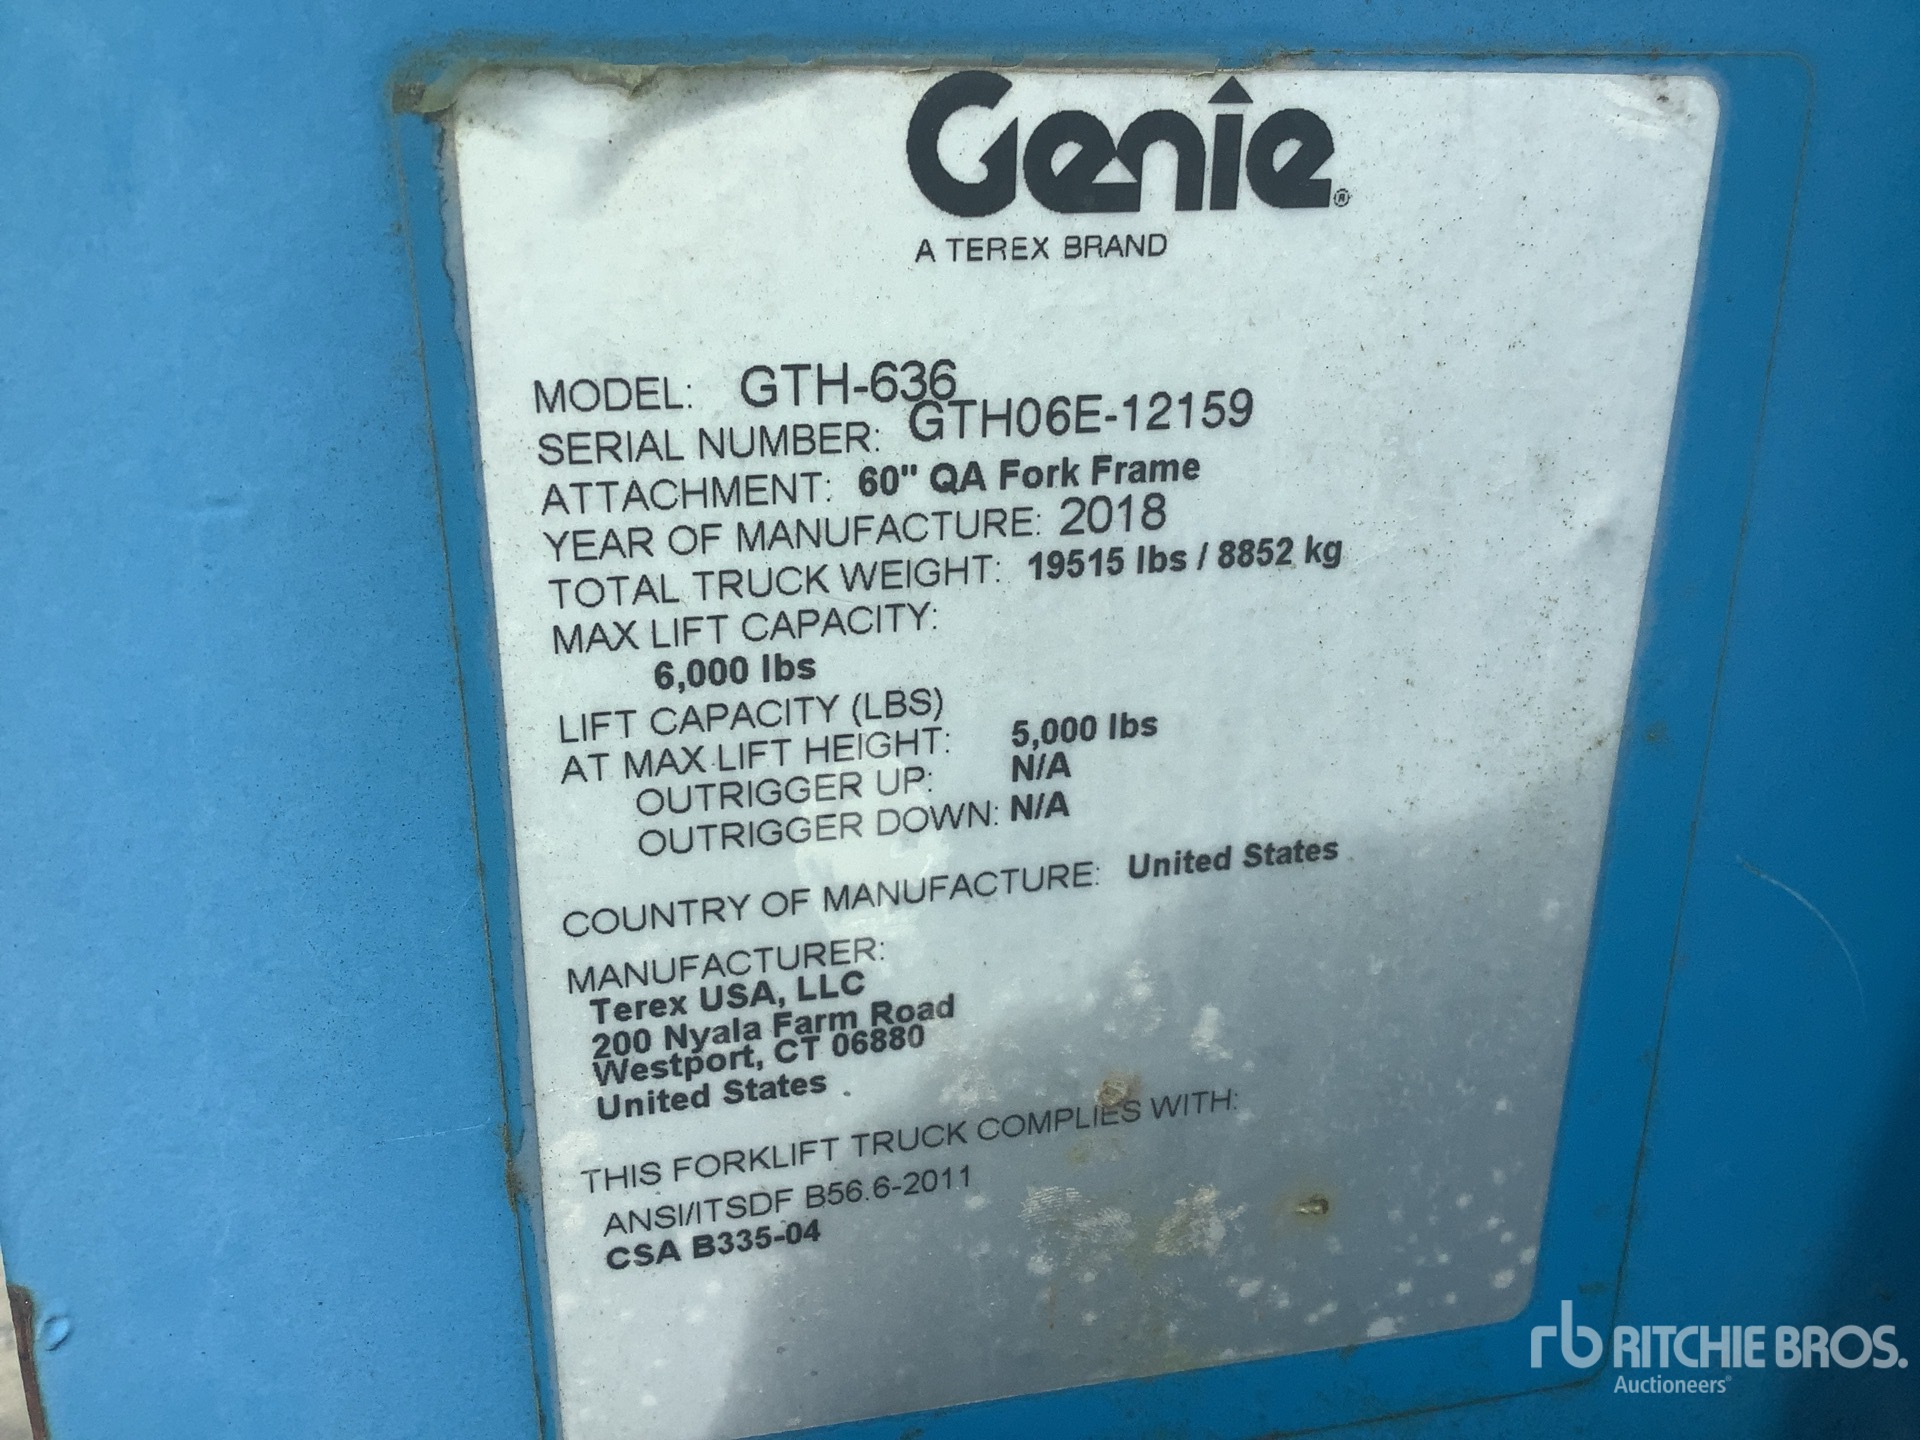 Genie®
A TEREX BRAND
MODEL: GTH-636
SERIAL NUMBER: GTH06E-12159
ATTACHMENT: 60" QA Fork Frame
YEAR OF MANUFACTURE: 2018
TOTAL TRUCK WEIGHT: 19515 lbs / 8852 kg
MAX LIFT CAPACITY:
6,000 lbs
LIFT CAPACITY (LBS)
AT MAX LIFT HEIGHT: 5,000 lbs
OUTRIGGER UP: N/A
OUTRIGGER DOWN: N/A
COUNTRY OF MANUFACTURE: United States
MANUFACTURER:
Terex USA, LLC
200 Nyala Farm Road
Westport, CT 06880
United States
THIS FORKLIFT TRUCK COMPLIES WITH:
ANSI/ITSDF B56.6-2011
CSA B335-04
rb RITCHIE BROS.
Auctioneers®